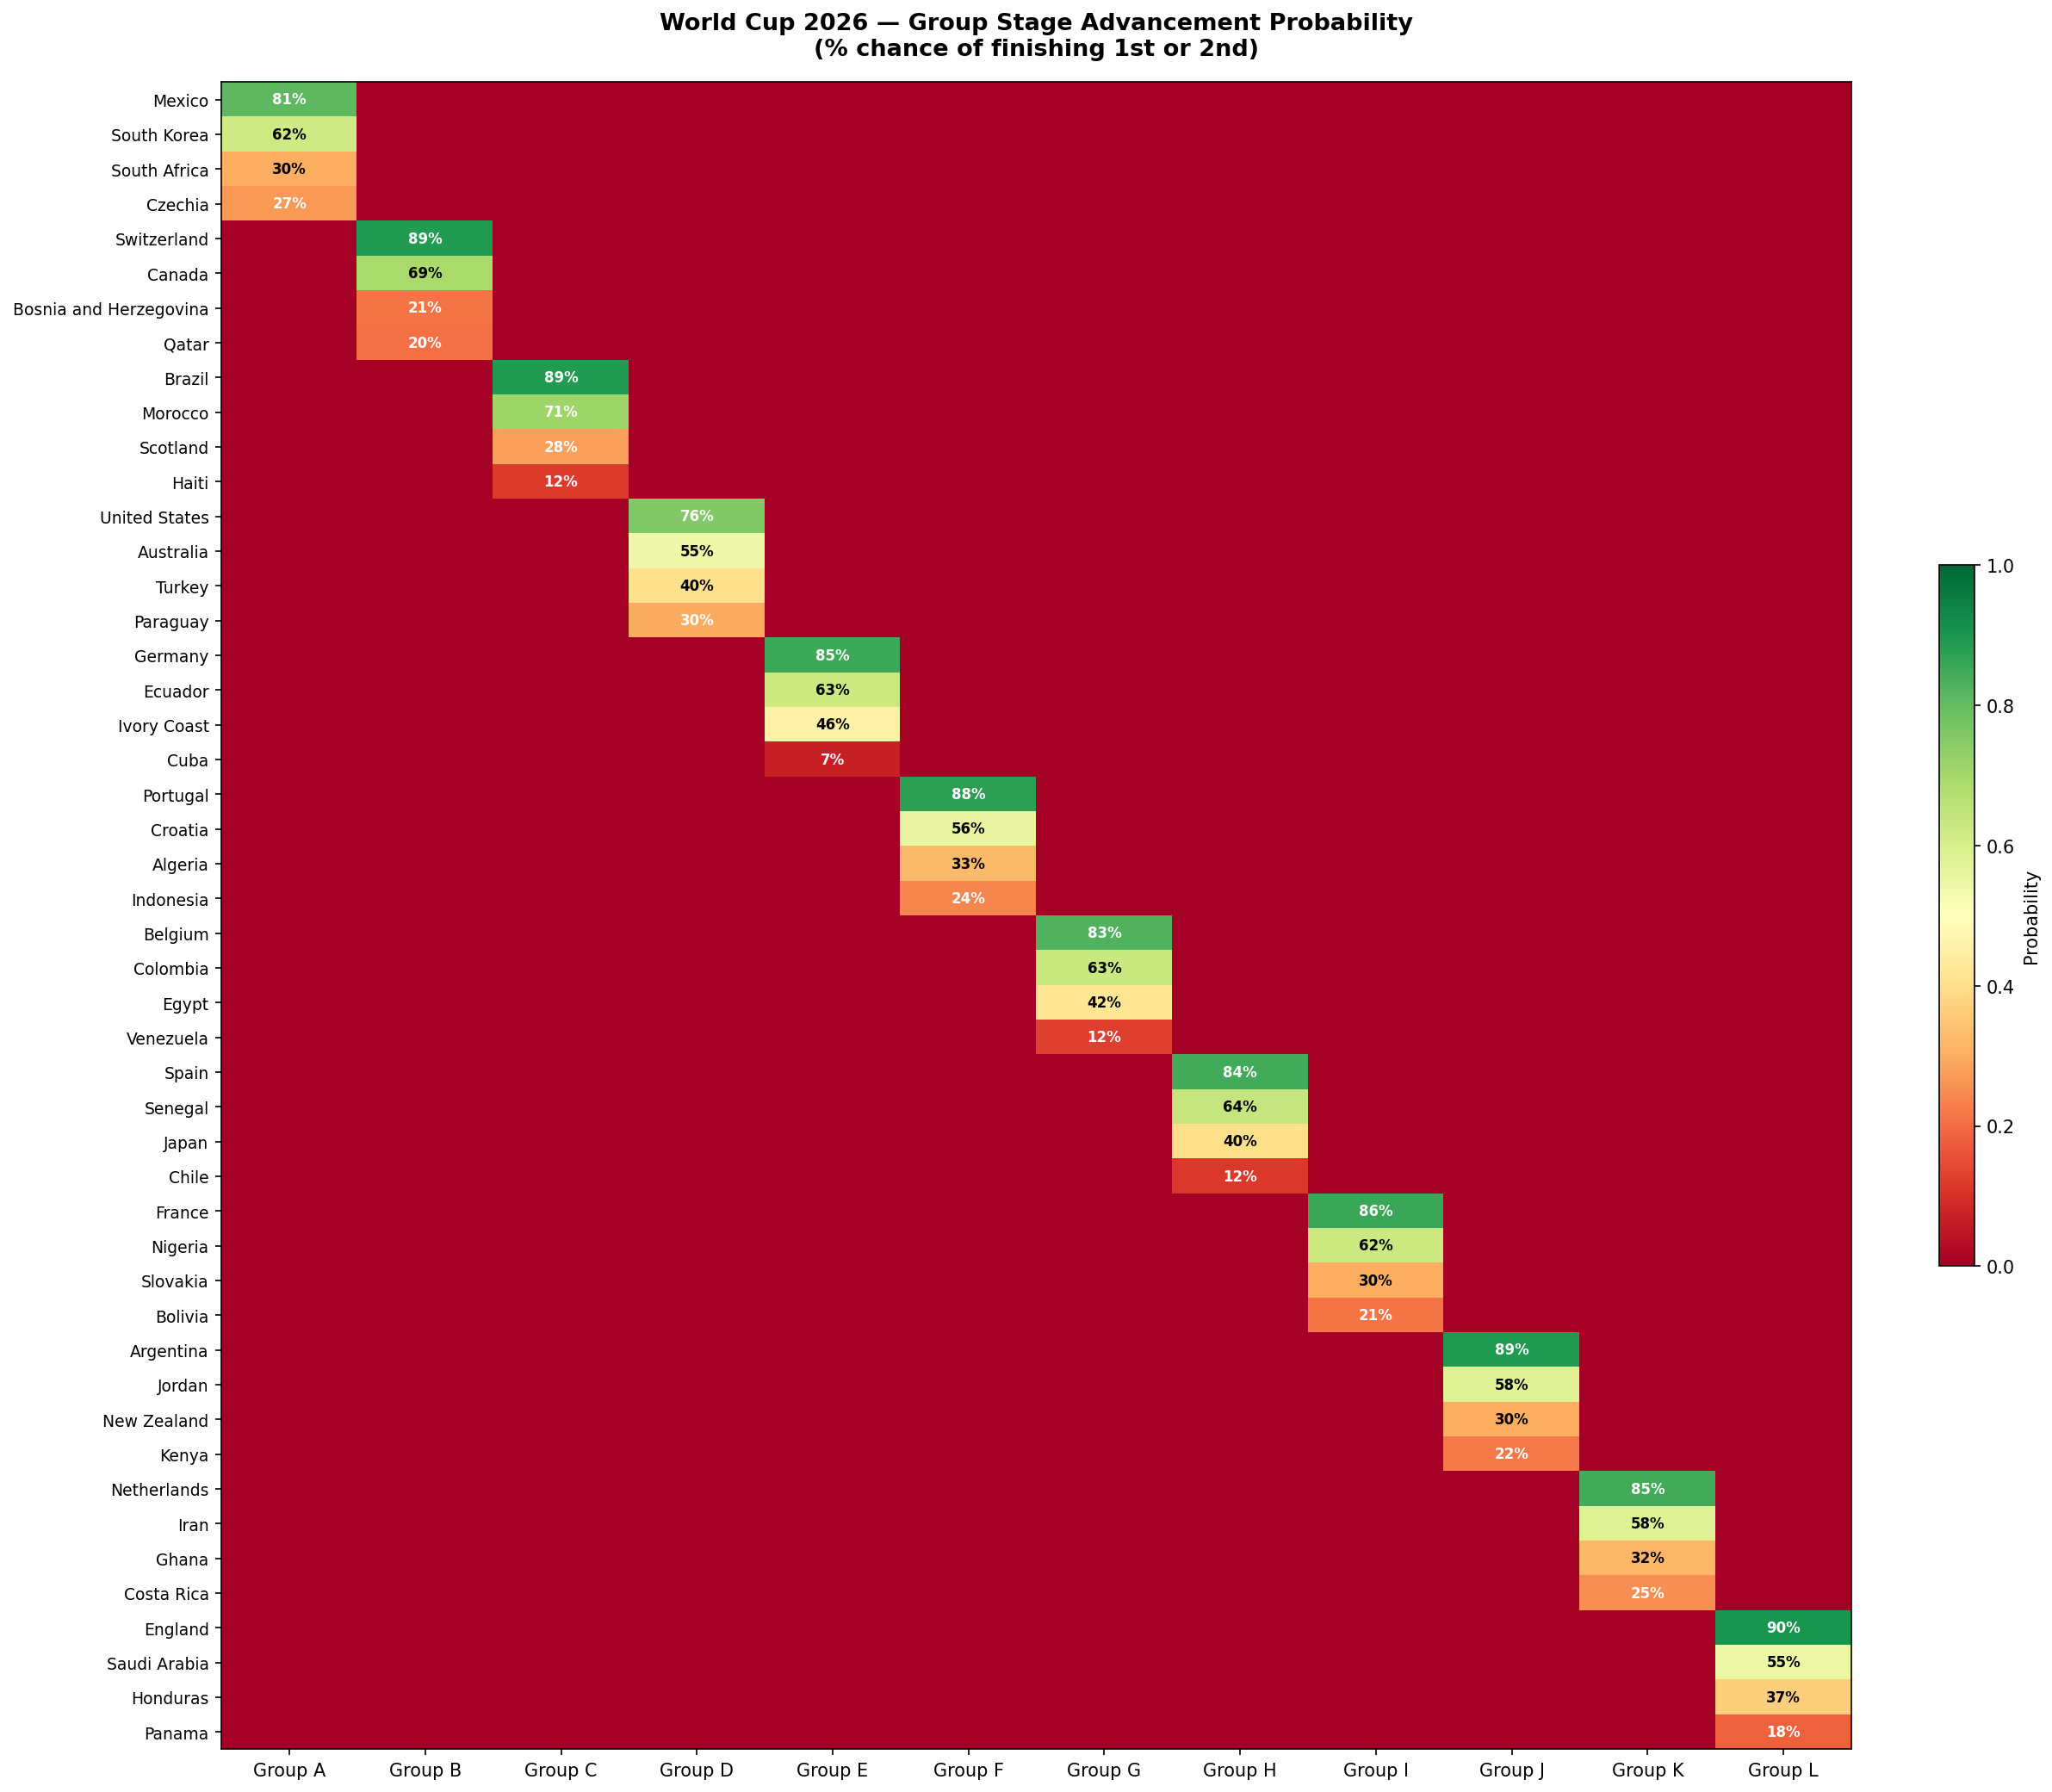 World Cup 2026 — Group Stage Advancement Probability
(% chance of finishing 1st or 2nd)
Mexico 81%
South Korea 62%
South Africa 30%
Czechia 27%
Switzerland 89%
Canada 69%
Bosnia and Herzegovina 21%
Qatar 20%
Brazil 89%
Morocco 71%
Scotland 28%
Haiti 12%
United States 76%
Australia 55%
Turkey 40%
Paraguay 30%
Germany 85%
Ecuador 63%
Ivory Coast 46%
Cuba 7%
Portugal 88%
Croatia 56%
Algeria 33%
Indonesia 24%
Belgium 83%
Colombia 63%
Egypt 42%
Venezuela 12%
Spain 84%
Senegal 64%
Japan 40%
Chile 12%
France 86%
Nigeria 62%
Slovakia 30%
Bolivia 21%
Argentina 89%
Jordan 58%
New Zealand 30%
Kenya 22%
Netherlands 85%
Iran 58%
Ghana 32%
Costa Rica 25%
England 90%
Saudi Arabia 55%
Honduras 37%
Panama 18%
Group A Group B Group C Group D Group E Group F Group G Group H Group I Group J Group K Group L
1.0
0.8
0.6
0.4
0.2
0.0
Probability